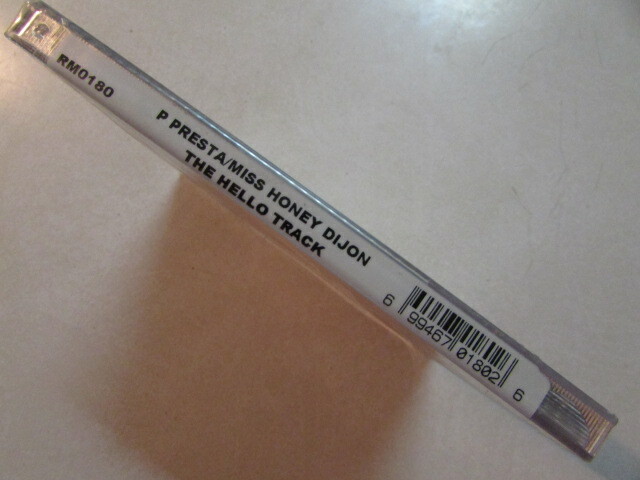 RM0180
P PRESTA/MISS HONEY DIJON
THE HELLO TRACK
6 99467 01802 6